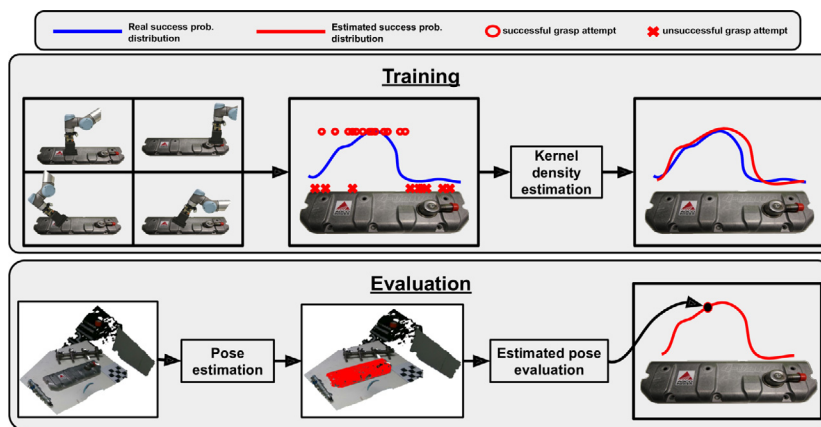 Real success prob.
distribution
Estimated success prob.
distribution
successful grasp attempt
unsuccessful grasp attempt
Training
Kernel
density
estimation
Evaluation
Pose
estimation
Estimated pose
evaluation